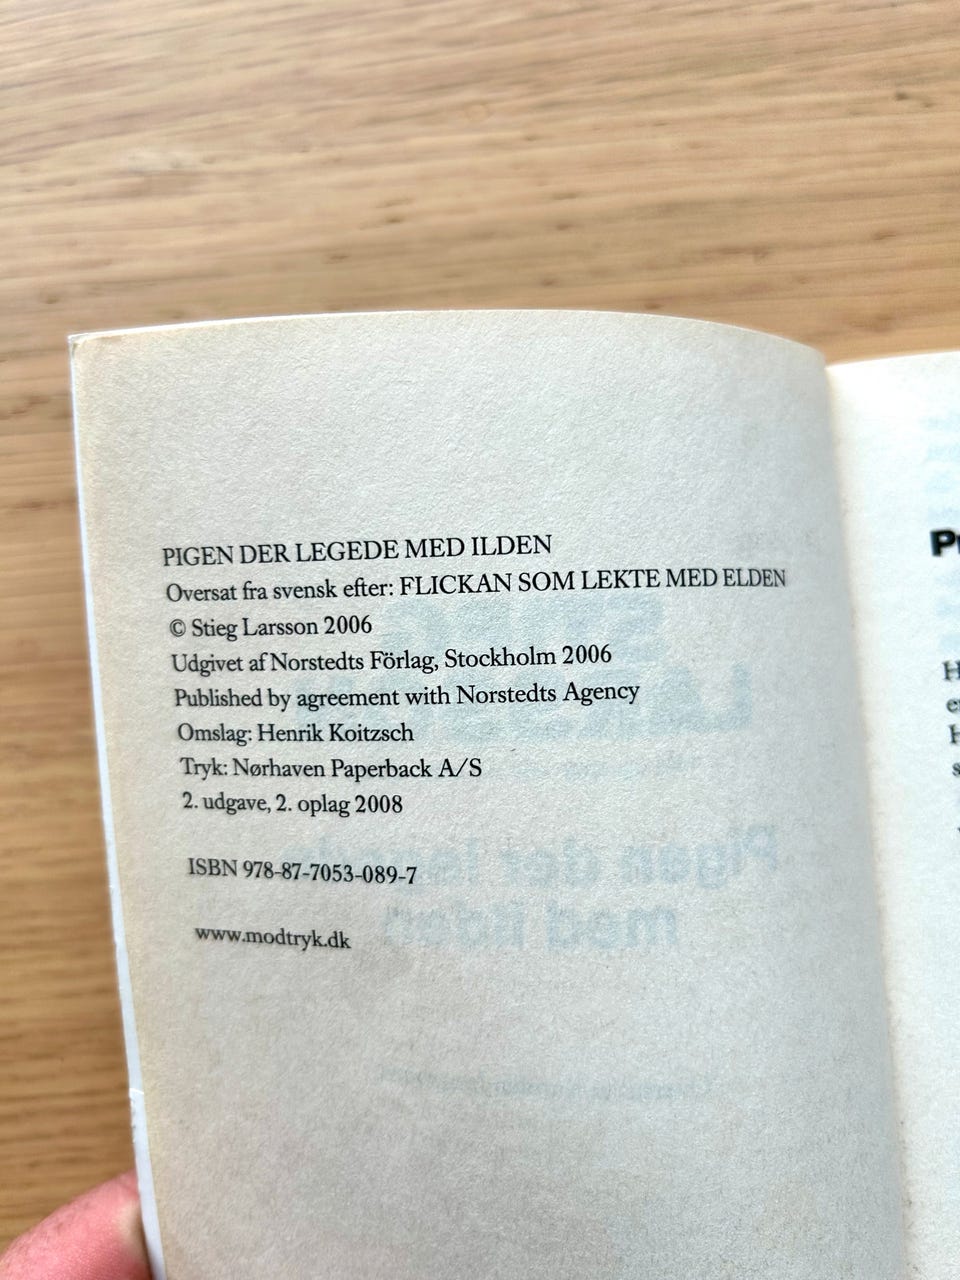 PIGEN DER LEGEDE MED ILDEN
Oversat fra svensk efter: FLICKAN SOM LEKTE MED ELDEN
© Stieg Larsson 2006
Udgivet af Norstedts Förlag, Stockholm 2006
Published by agreement with Norstedts Agency
Omslag: Henrik Koitzsch
Tryk: Nørhaven Paperback A/S
2. udgave, 2. oplag 2008
ISBN 978-87-7053-089-7
www.modtryk.dk